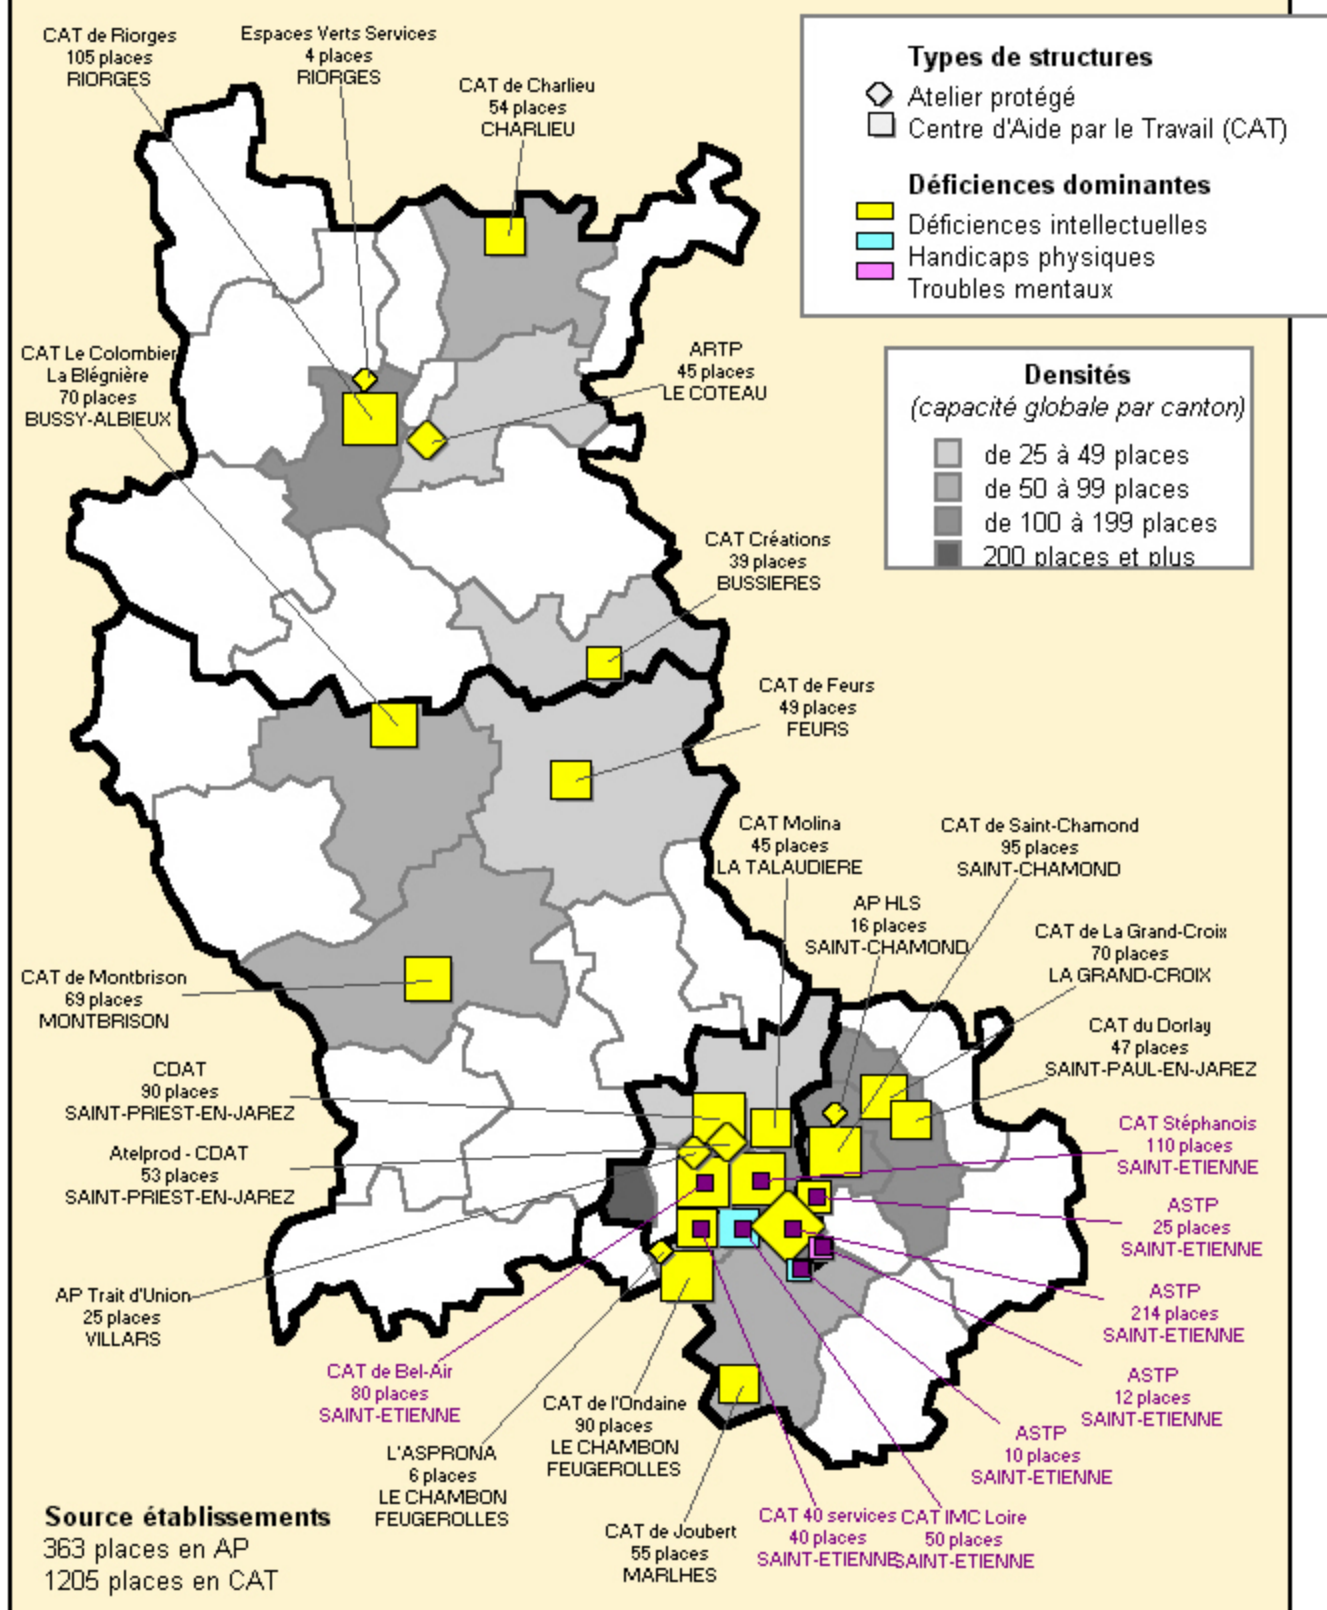 CAT de Riorges
105 places
RIORGES
Espaces Verts Services
4 places
RIORGES
CAT de Charlieu
54 places
CHARLIEU
Types de structures
Atelier protégé
Centre d'Aide par le Travail (CAT)
Déficiences dominantes
Déficiences intellectuelles
Handicaps physiques
Troubles mentaux
CAT Le Colombier
La Blégnière
70 places
BUSSY-ALBIEUX
ARTP
45 places
LE COTEAU
Densités
(capacité globale par canton)
de 25 à 49 places
de 50 à 99 places
de 100 à 199 places
200 places et plus
CAT Créations
39 places
BUSSIERES
CAT de Feurs
49 places
FEURS
CAT Molina
45 places
LA TALAUDIERE
CAT de Saint-Chamond
95 places
SAINT-CHAMOND
AP HLS
16 places
SAINT-CHAMOND
CAT de La Grand-Croix
70 places
LA GRAND-CROIX
CAT de Montbrison
69 places
MONTBRISON
CAT du Dorlay
47 places
SAINT-PAUL-EN-JAREZ
CDAT
90 places
SAINT-PRIEST-EN-JAREZ
CAT Stéphanois
110 places
SAINT-ETIENNE
Atelprod - CDAT
53 places
SAINT-PRIEST-EN-JAREZ
ASTP
25 places
SAINT-ETIENNE
AP Trait d'Union
25 places
VILLARS
ASTP
214 places
SAINT-ETIENNE
CAT de Bel-Air
80 places
SAINT-ETIENNE
ASTP
12 places
SAINT-ETIENNE
CAT de l'Ondaine
90 places
LE CHAMBON
FEUGEROLLES
ASTP
10 places
SAINT-ETIENNE
L'ASPRONA
6 places
LE CHAMBON
FEUGEROLLES
CAT 40 services
40 places
SAINT-ETIENNE
CAT IMC Loire
50 places
SAINT-ETIENNE
CAT de Joubert
55 places
MARLHES
Source établissements
363 places en AP
1205 places en CAT